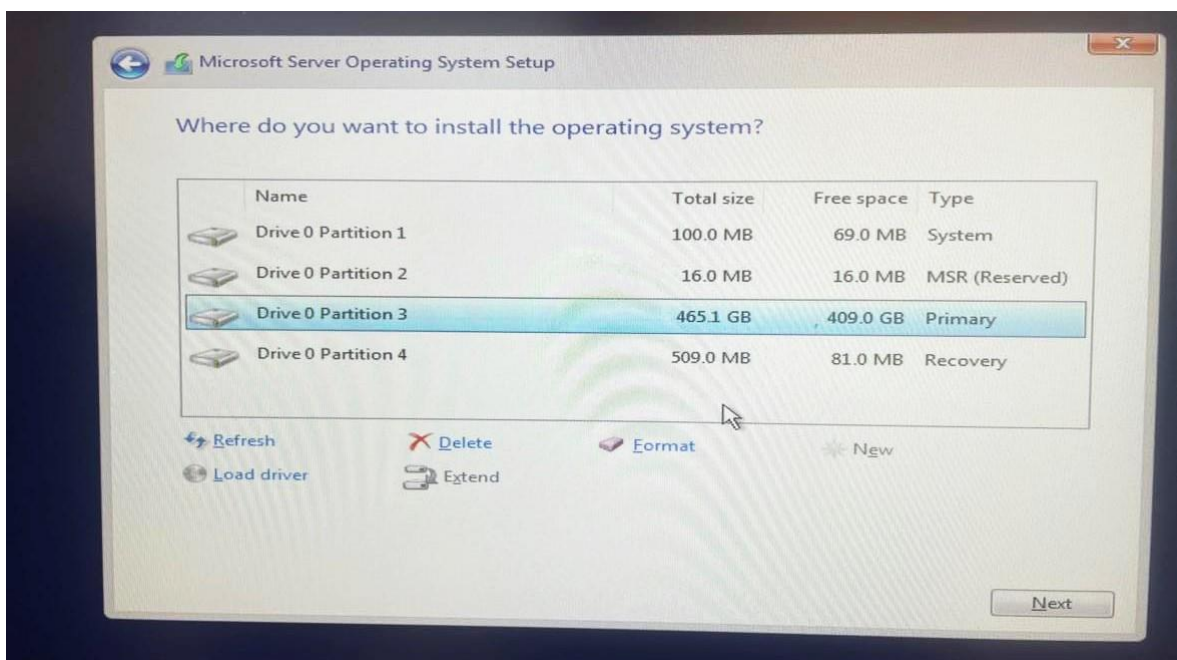 Microsoft Server Operating System Setup
Where do you want to install the operating system?
Name Total size Free space Type
Drive 0 Partition 1 100.0 MB 69.0 MB System
Drive 0 Partition 2 16.0 MB 16.0 MB MSR (Reserved)
Drive 0 Partition 3 465.1 GB 409.0 GB Primary
Drive 0 Partition 4 509.0 MB 81.0 MB Recovery
Refresh Delete Format New
Load driver Extend
Next